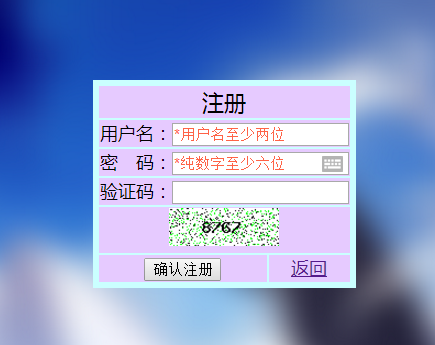 注册
用户名：*用户名至少两位
密　码：*纯数字至少六位
验证码：
8767
确认注册 返回